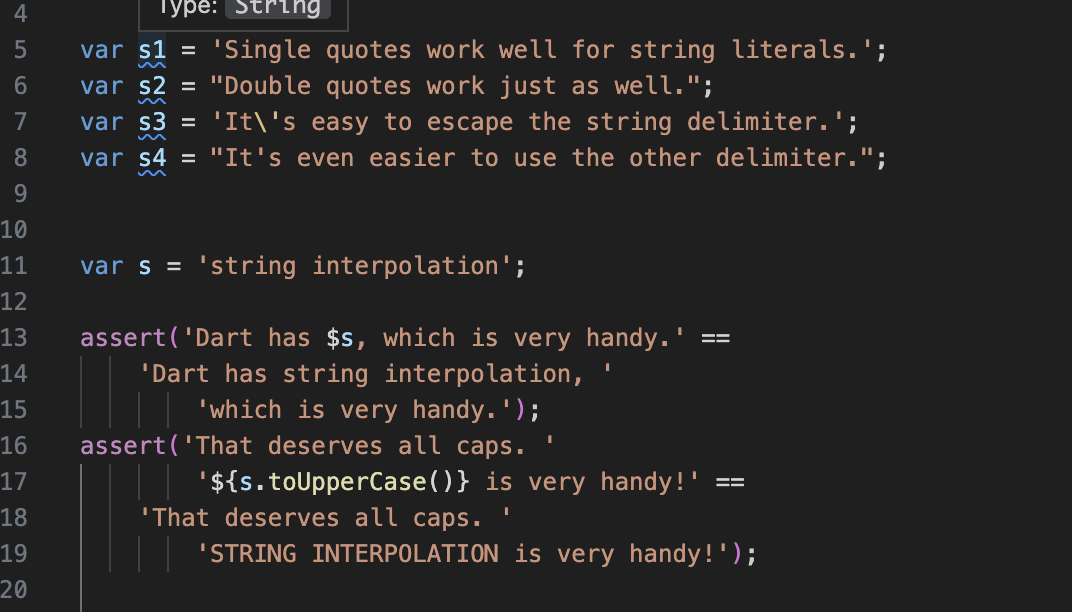 4
Type: String
5 var s1 = 'Single quotes work well for string literals.';
6 var s2 = "Double quotes work just as well.";
7 var s3 = 'It\'s easy to escape the string delimiter.';
8 var s4 = "It's even easier to use the other delimiter.";
9
10
11 var s = 'string interpolation';
12
13 assert('Dart has $s, which is very handy.' ==
14 'Dart has string interpolation, '
15 'which is very handy.');
16 assert('That deserves all caps. '
17 '${s.toUpperCase()} is very handy!' ==
18 'That deserves all caps. '
19 'STRING INTERPOLATION is very handy!');
20